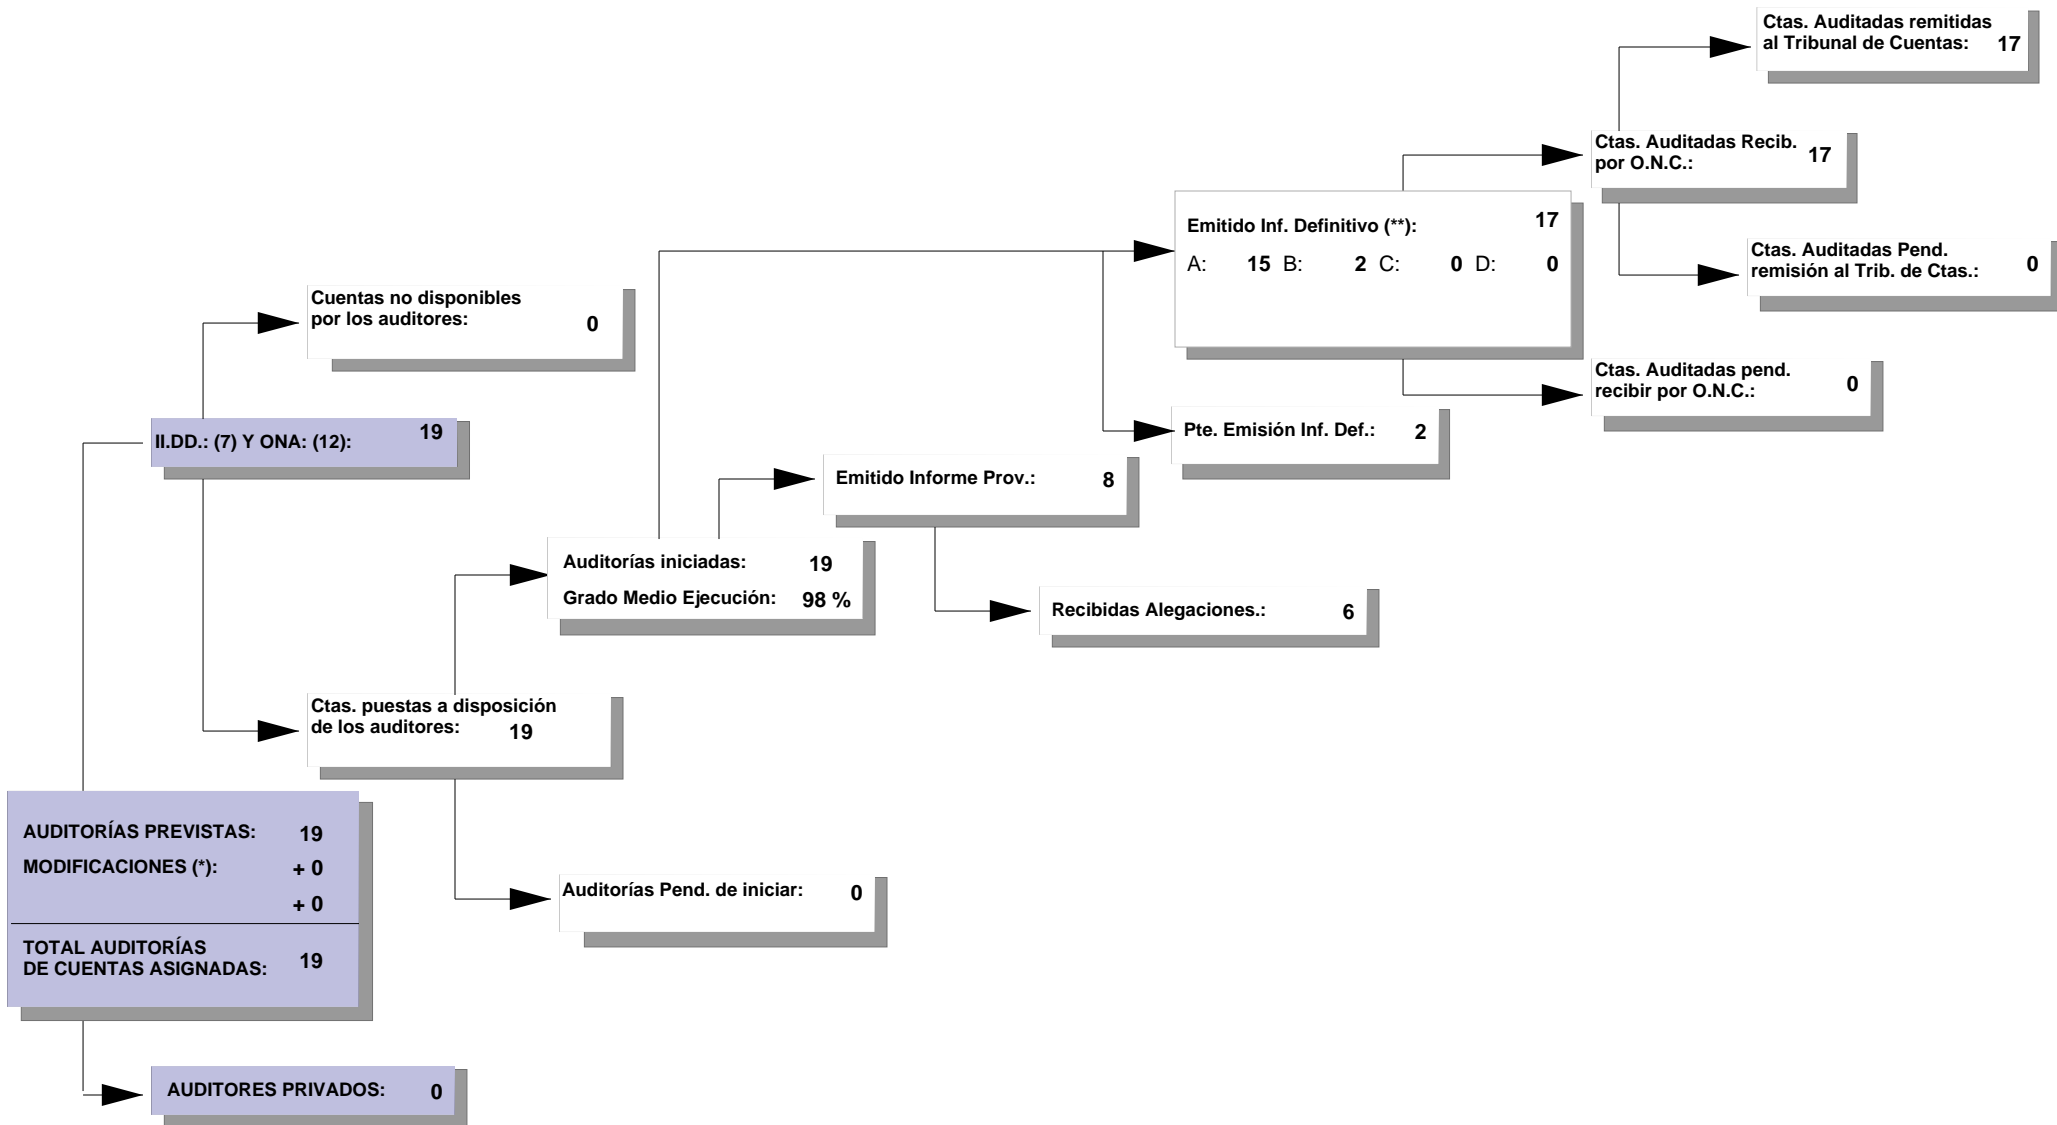 Ctas. Auditadas remitidas
al Tribunal de Cuentas: 17
Ctas. Auditadas Recib.
por O.N.C.: 17
Emitido Inf. Definitivo (**): 17
A: 15 B: 2 C: 0 D: 0
Ctas. Auditadas Pend.
remisión al Trib. de Ctas.: 0
Cuentas no disponibles
por los auditores: 0
Ctas. Auditadas pend.
recibir por O.N.C.: 0
II.DD.: (7) Y ONA: (12): 19
Pte. Emisión Inf. Def.: 2
Emitido Informe Prov.: 8
Auditorías iniciadas: 19
Grado Medio Ejecución: 98 %
Recibidas Alegaciones.: 6
Ctas. puestas a disposición
de los auditores: 19
AUDITORÍAS PREVISTAS: 19
MODIFICACIONES (*): + 0
+ 0
TOTAL AUDITORÍAS
DE CUENTAS ASIGNADAS: 19
Auditorías Pend. de iniciar: 0
AUDITORES PRIVADOS: 0